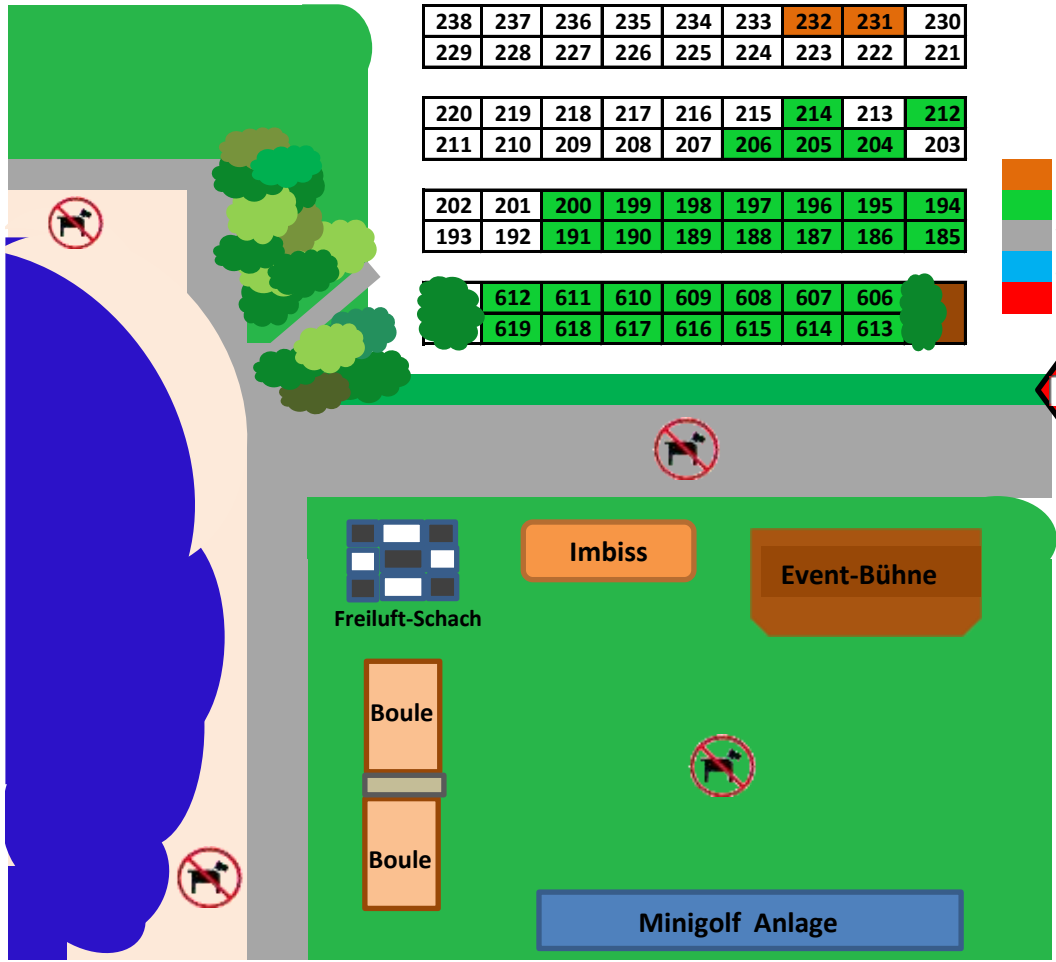 238 237 236 235 234 233 232 231 230
229 228 227 226 225 224 223 222 221
220 219 218 217 216 215 214 213 212
211 210 209 208 207 206 205 204 203
202 201 200 199 198 197 196 195 194
193 192 191 190 189 188 187 186 185
612 611 610 609 608 607 606
619 618 617 616 615 614 613
Imbiss
Event-Bühne
Freiluft-Schach
Boule
Boule
Minigolf Anlage